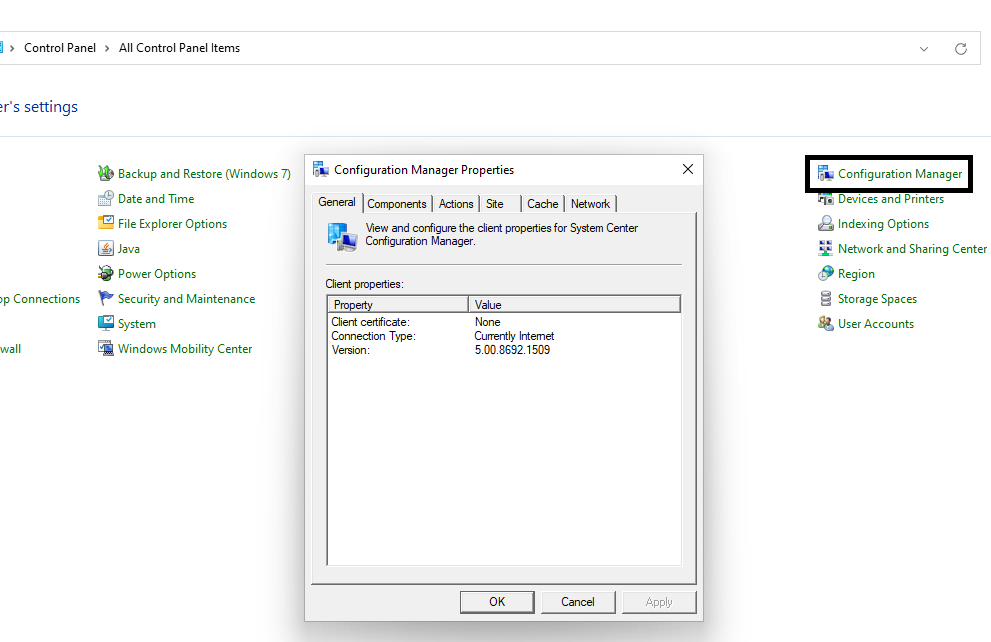 Control Panel > All Control Panel Items
er's settings
Backup and Restore (Windows 7)
Date and Time
File Explorer Options
Java
Power Options
op Connections
Security and Maintenance
System
wall
Windows Mobility Center
Configuration Manager Properties
General Components Actions Site Cache Network
View and configure the client properties for System Center
Configuration Manager.
Client properties:
Property Value
Client certificate: None
Connection Type: Currently Internet
Version: 5.00.8692.1509
OK Cancel Apply
Configuration Manager
Devices and Printers
Indexing Options
Network and Sharing Center
Region
Storage Spaces
User Accounts